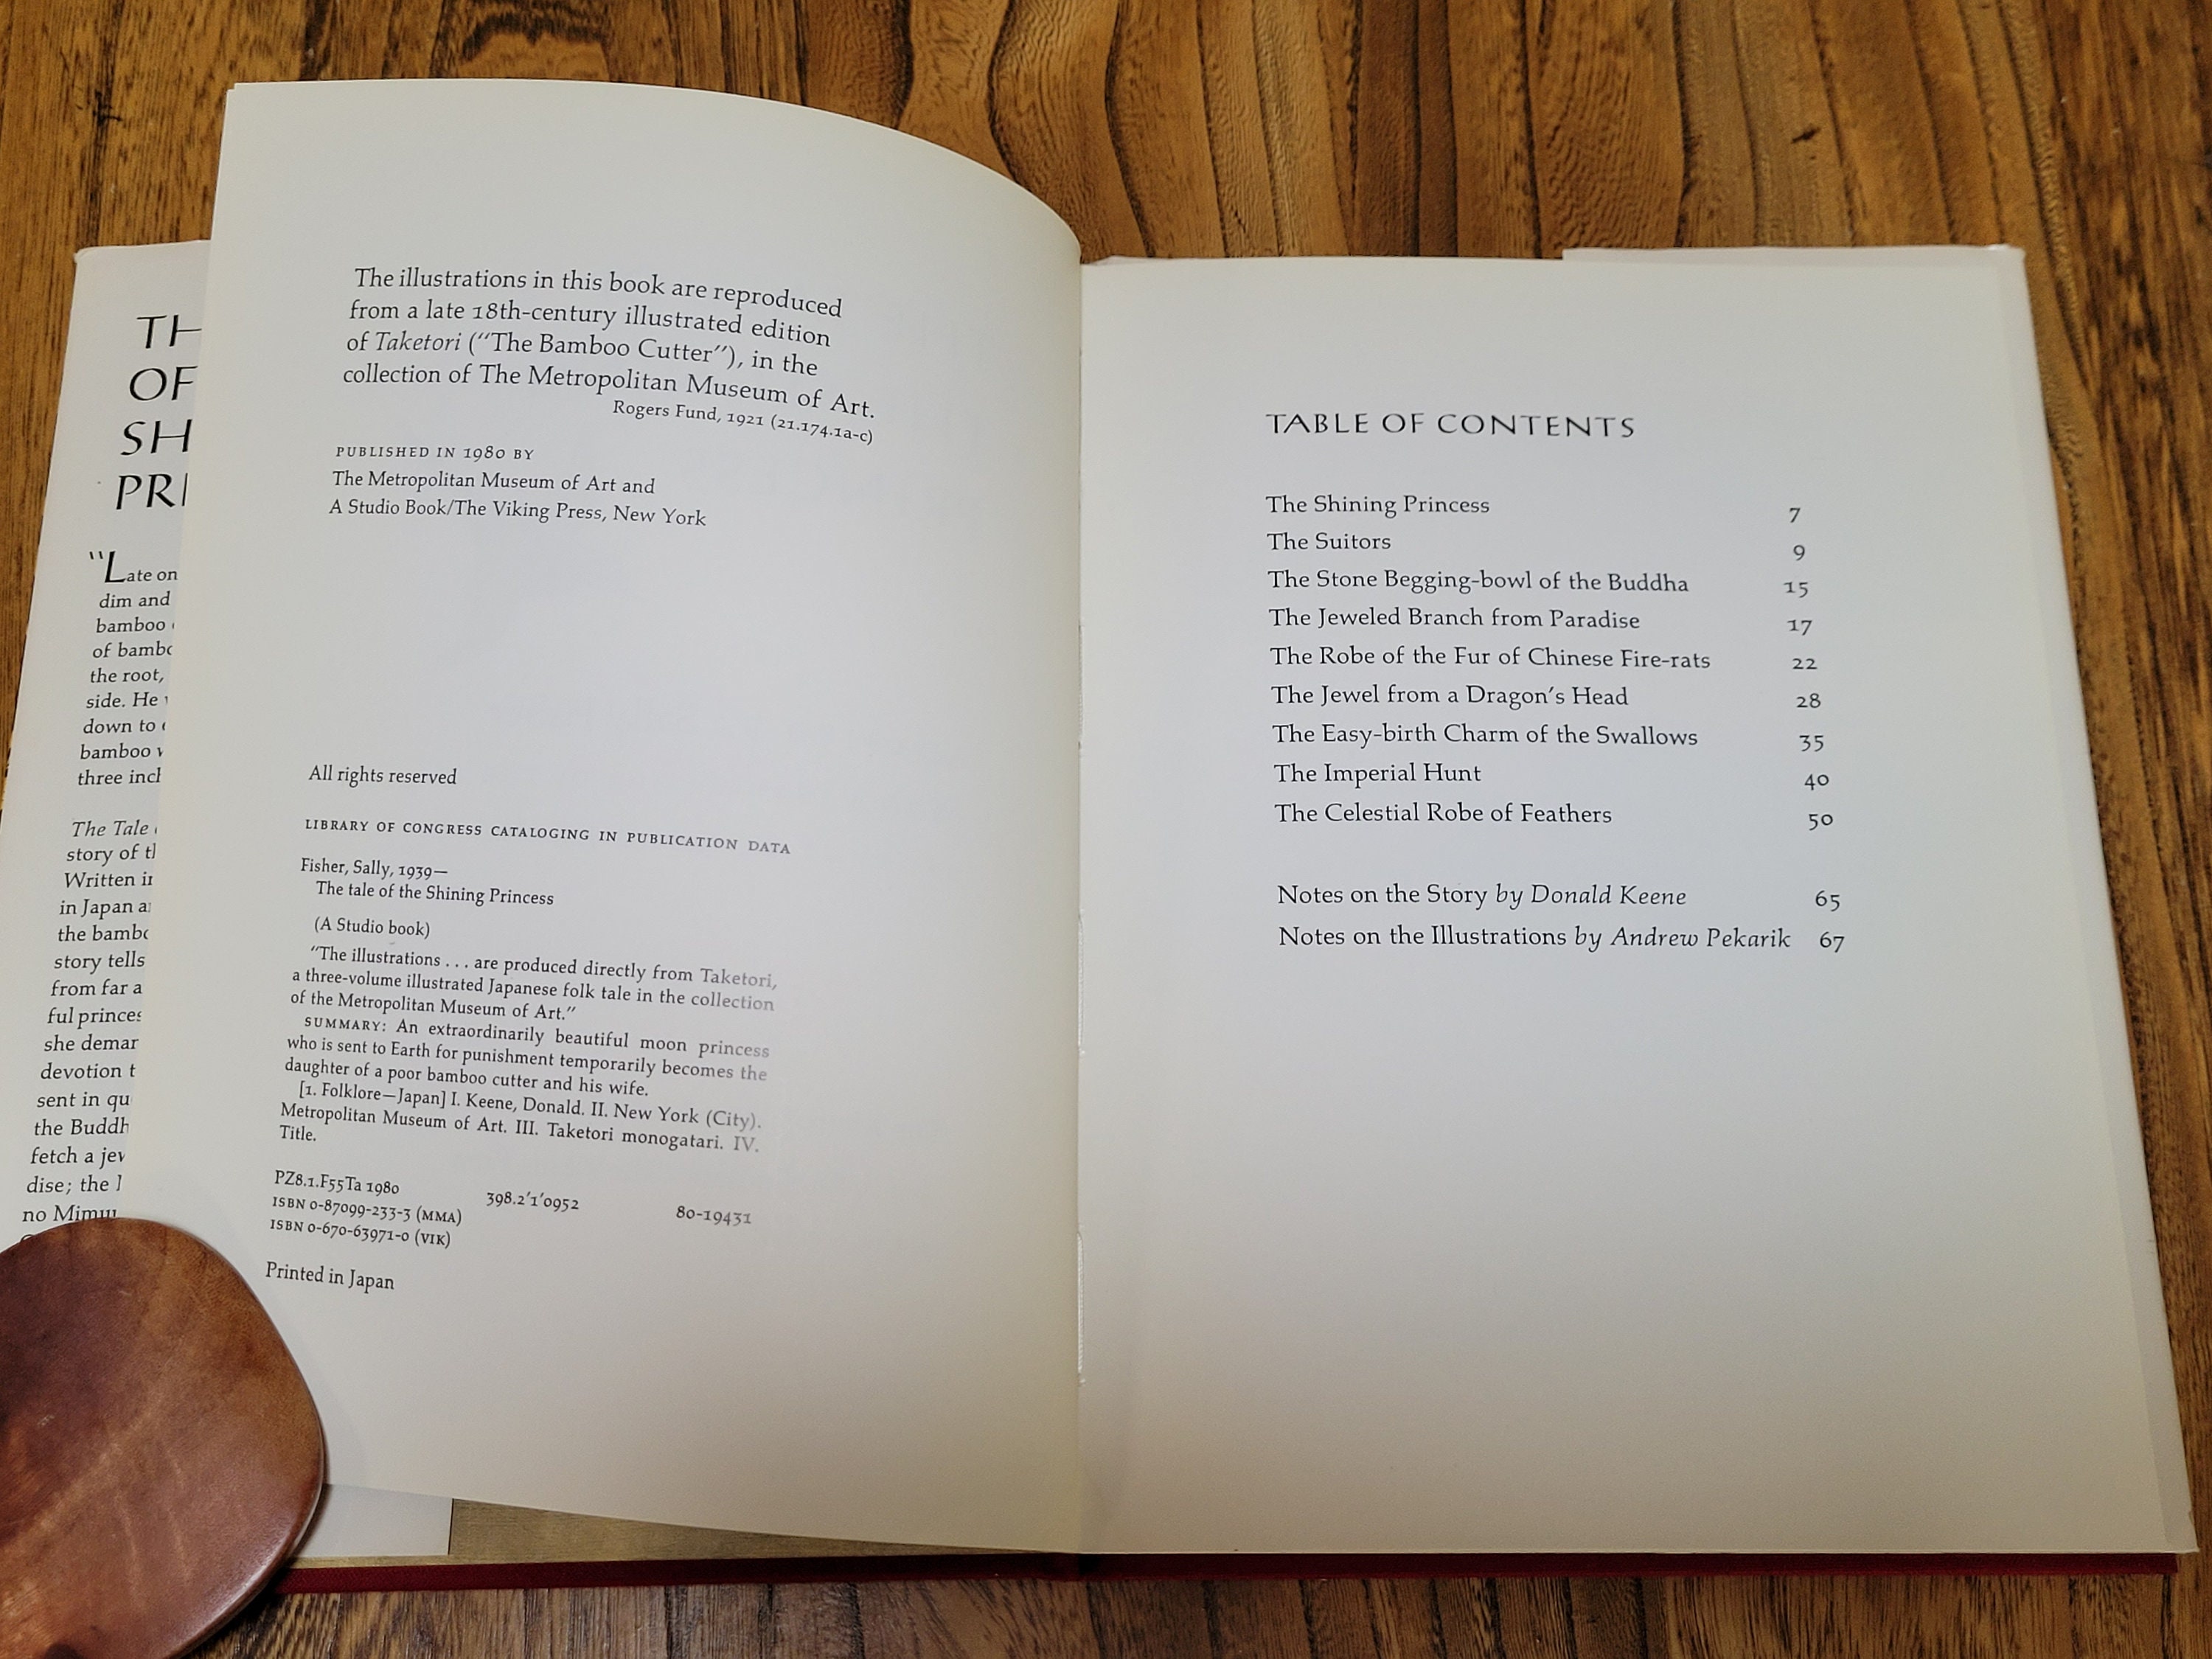 TH
OF
SH
PRI
"Late on
dim and
bamboo
of bambo
the root,
side. He
down to
bamboo
three incl
The Tale
story of tl
Written in
in Japan a
the bambo
story tells
from far a
ful princes
she demar
devotion t
sent in qu
the Buddh
fetch a jew
dise; the
no Mimu
The illustrations in this book are reproduced
from a late 18th-century illustrated edition
of Taketori ("The Bamboo Cutter"), in the
collection of The Metropolitan Museum of Art.
Rogers Fund, 1921 (21.174.1a-c)
PUBLISHED IN 1980 BY
The Metropolitan Museum of Art and
A Studio Book/The Viking Press, New York
All rights reserved
LIBRARY OF CONGRESS CATALOGING IN PUBLICATION DATA
Fisher, Sally, 1939—
The tale of the Shining Princess
(A Studio book)
"The illustrations . . . are produced directly from Taketori,
a three-volume illustrated Japanese folk tale in the collection
of the Metropolitan Museum of Art."
SUMMARY: An extraordinarily beautiful moon princess
who is sent to Earth for punishment temporarily becomes the
daughter of a poor bamboo cutter and his wife.
[1. Folklore—Japan] I. Keene, Donald. II. New York (City).
Metropolitan Museum of Art. III. Taketori monogatari. IV.
Title.
PZ8.1.F55Ta 1980 398.2'1'0952 80-19431
ISBN 0-87099-233-3 (MMA)
ISBN 0-670-63971-0 (VIK)
Printed in Japan
TABLE OF CONTENTS
The Shining Princess 7
The Suitors 9
The Stone Begging-bowl of the Buddha 15
The Jeweled Branch from Paradise 17
The Robe of the Fur of Chinese Fire-rats 22
The Jewel from a Dragon's Head 28
The Easy-birth Charm of the Swallows 35
The Imperial Hunt 40
The Celestial Robe of Feathers 50
Notes on the Story by Donald Keene 65
Notes on the Illustrations by Andrew Pekarik 67